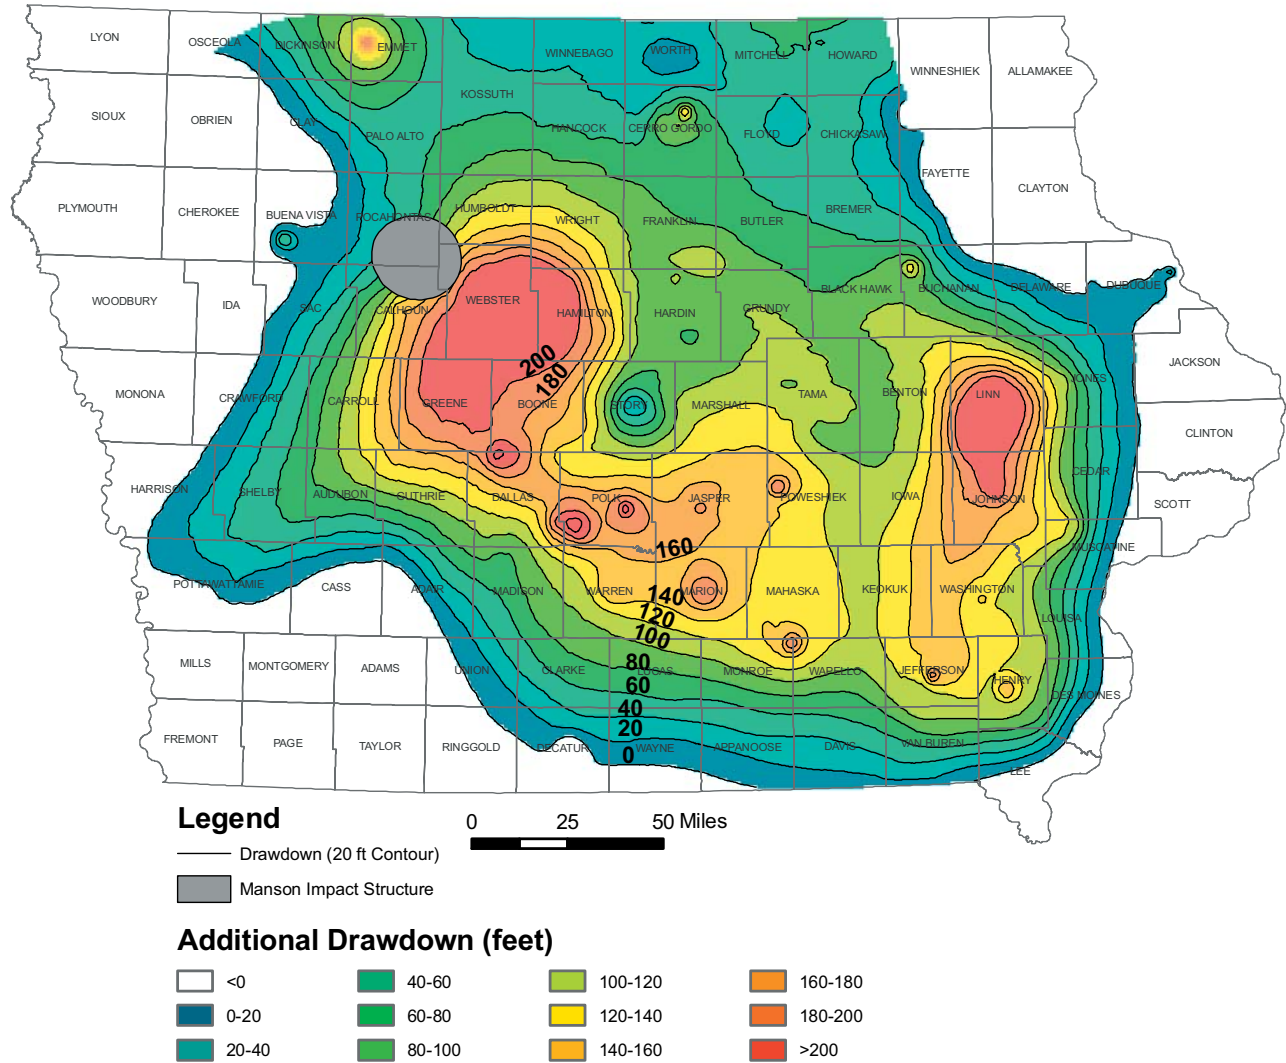 LYON
OSCEOLA
DICKINSON
EMMET
WINNEBAGO
WORTH
MITCHELL
HOWARD
WINNESHIEK
ALLAMAKEE
SIOUX
OBRIEN
CLAY
PALO ALTO
KOSSUTH
HANCOCK
CERRO GORDO
FLOYD
CHICKASAW
FAYETTE
CLAYTON
PLYMOUTH
CHEROKEE
BUENA VISTA
POCAHONTAS
HUMBOLDT
WRIGHT
FRANKLIN
BUTLER
BREMER
WOODBURY
IDA
SAC
CALHOUN
WEBSTER
HAMILTON
HARDIN
GRUNDY
BLACK HAWK
BUCHANAN
DELAWARE
DUBUQUE
200
180
JACKSON
MONONA
CRAWFORD
CARROLL
GREENE
BOONE
STORY
MARSHALL
TAMA
BENTON
LINN
JONES
CLINTON
HARRISON
SHELBY
AUDUBON
GUTHRIE
DALLAS
POLK
JASPER
POWESHIEK
IOWA
JOHNSON
CEDAR
SCOTT
160
MUSCATINE
POTTAWATTAMIE
CASS
ADAIR
MADISON
WARREN
140
MARION
MAHASKA
KEOKUK
WASHINGTON
LOUISA
120
100
MILLS
MONTGOMERY
ADAMS
UNION
CLARKE
80
LUCAS
MONROE
WAPELLO
JEFFERSON
HENRY
DES MOINES
60
40
20
FREMONT
PAGE
TAYLOR
RINGGOLD
DECATUR
0
WAYNE
APPANOOSE
DAVIS
VAN BUREN
LEE
Legend
0 25 50 Miles
Drawdown (20 ft Contour)
Manson Impact Structure
Additional Drawdown (feet)
<0 40-60 100-120 160-180
0-20 60-80 120-140 180-200
20-40 80-100 140-160 >200